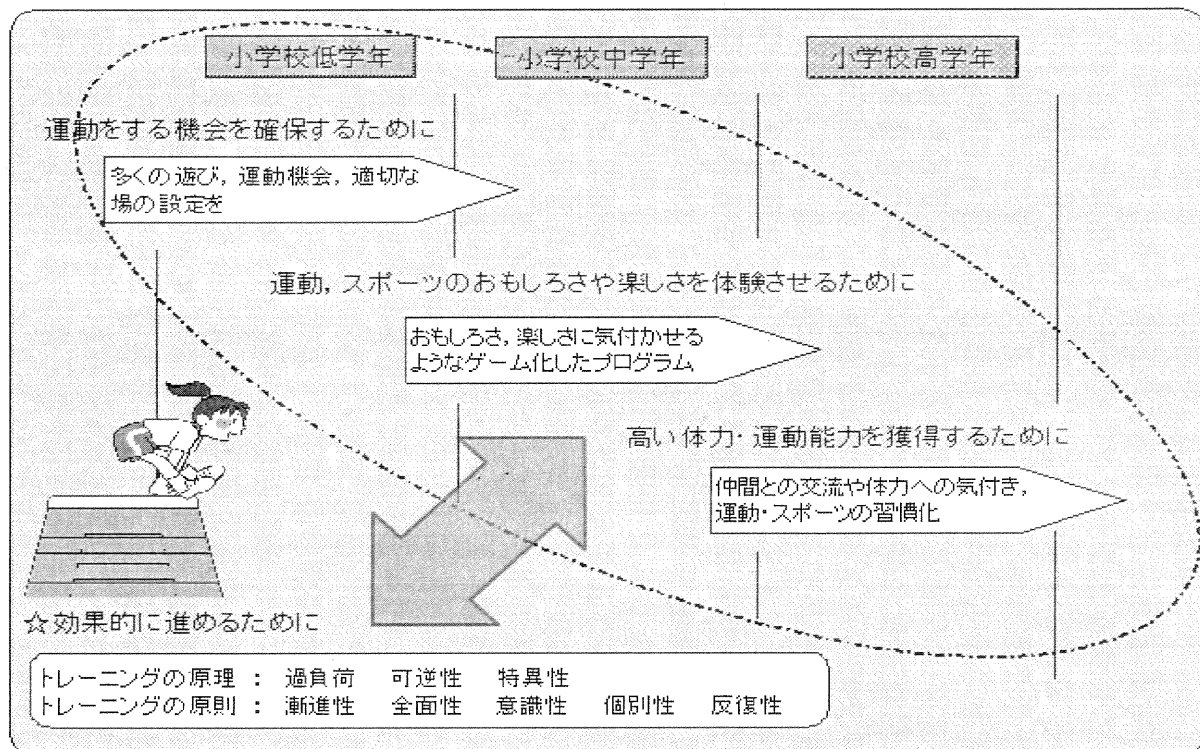 小学校低学年
小学校中学年
小学校高学年
運動をする機会を確保するために
多くの遊び，運動機会，適切な
場の設定を
運動，スポーツのおもしろさや楽しさを体験させるために
おもしろさ，楽しさに気付かせる
ようなゲーム化したプログラム
高い体力・運動能力を獲得するために
仲間との交流や体力への気付き，
運動・スポーツの習慣化
☆効果的に進めるために
トレーニングの原理 ： 過負荷 可逆性 特異性
トレーニングの原則 ： 漸進性 全面性 意識性 個別性 反復性